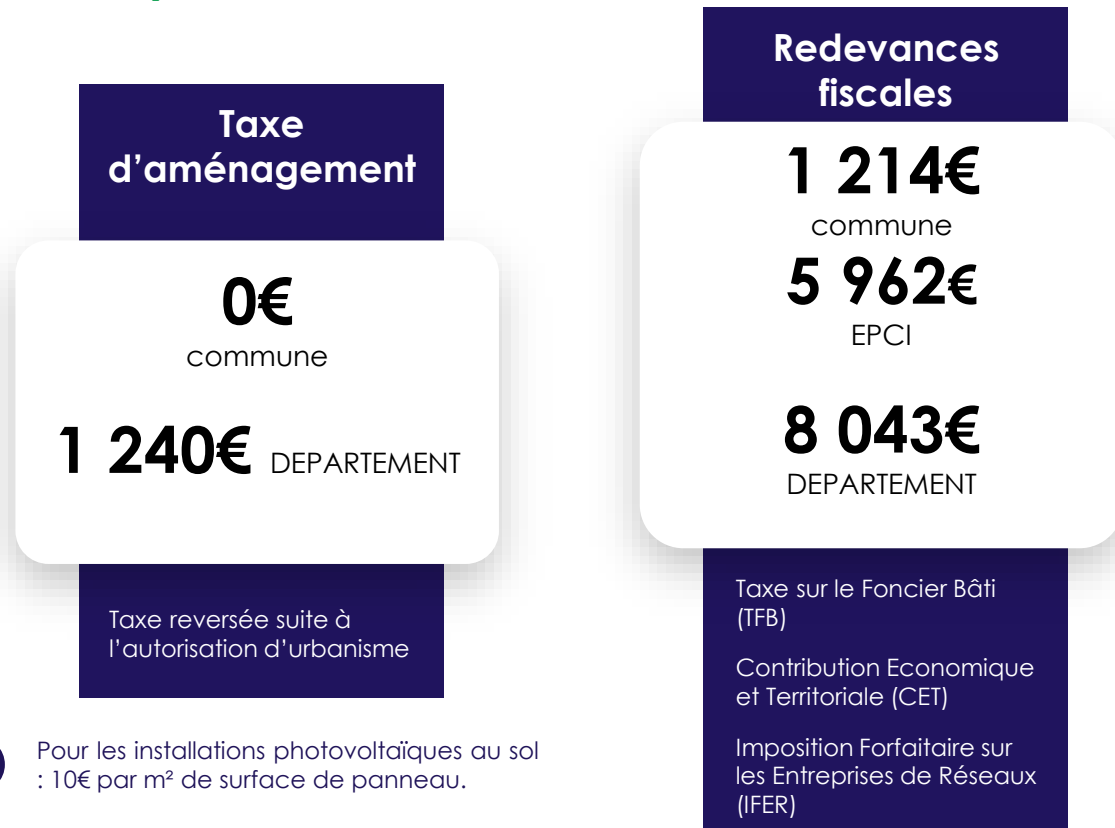 Taxe
d’aménagement
0€
commune
1 240€ DEPARTEMENT
Taxe reversée suite à
l’autorisation d’urbanisme
Pour les installations photovoltaïques au sol
: 10€ par m² de surface de panneau.
Redevances
fiscales
1 214€
commune
5 962€
EPCI
8 043€
DEPARTEMENT
Taxe sur le Foncier Bâti
(TFB)
Contribution Economique
et Territoriale (CET)
Imposition Forfaitaire sur
les Entreprises de Réseaux
(IFER)